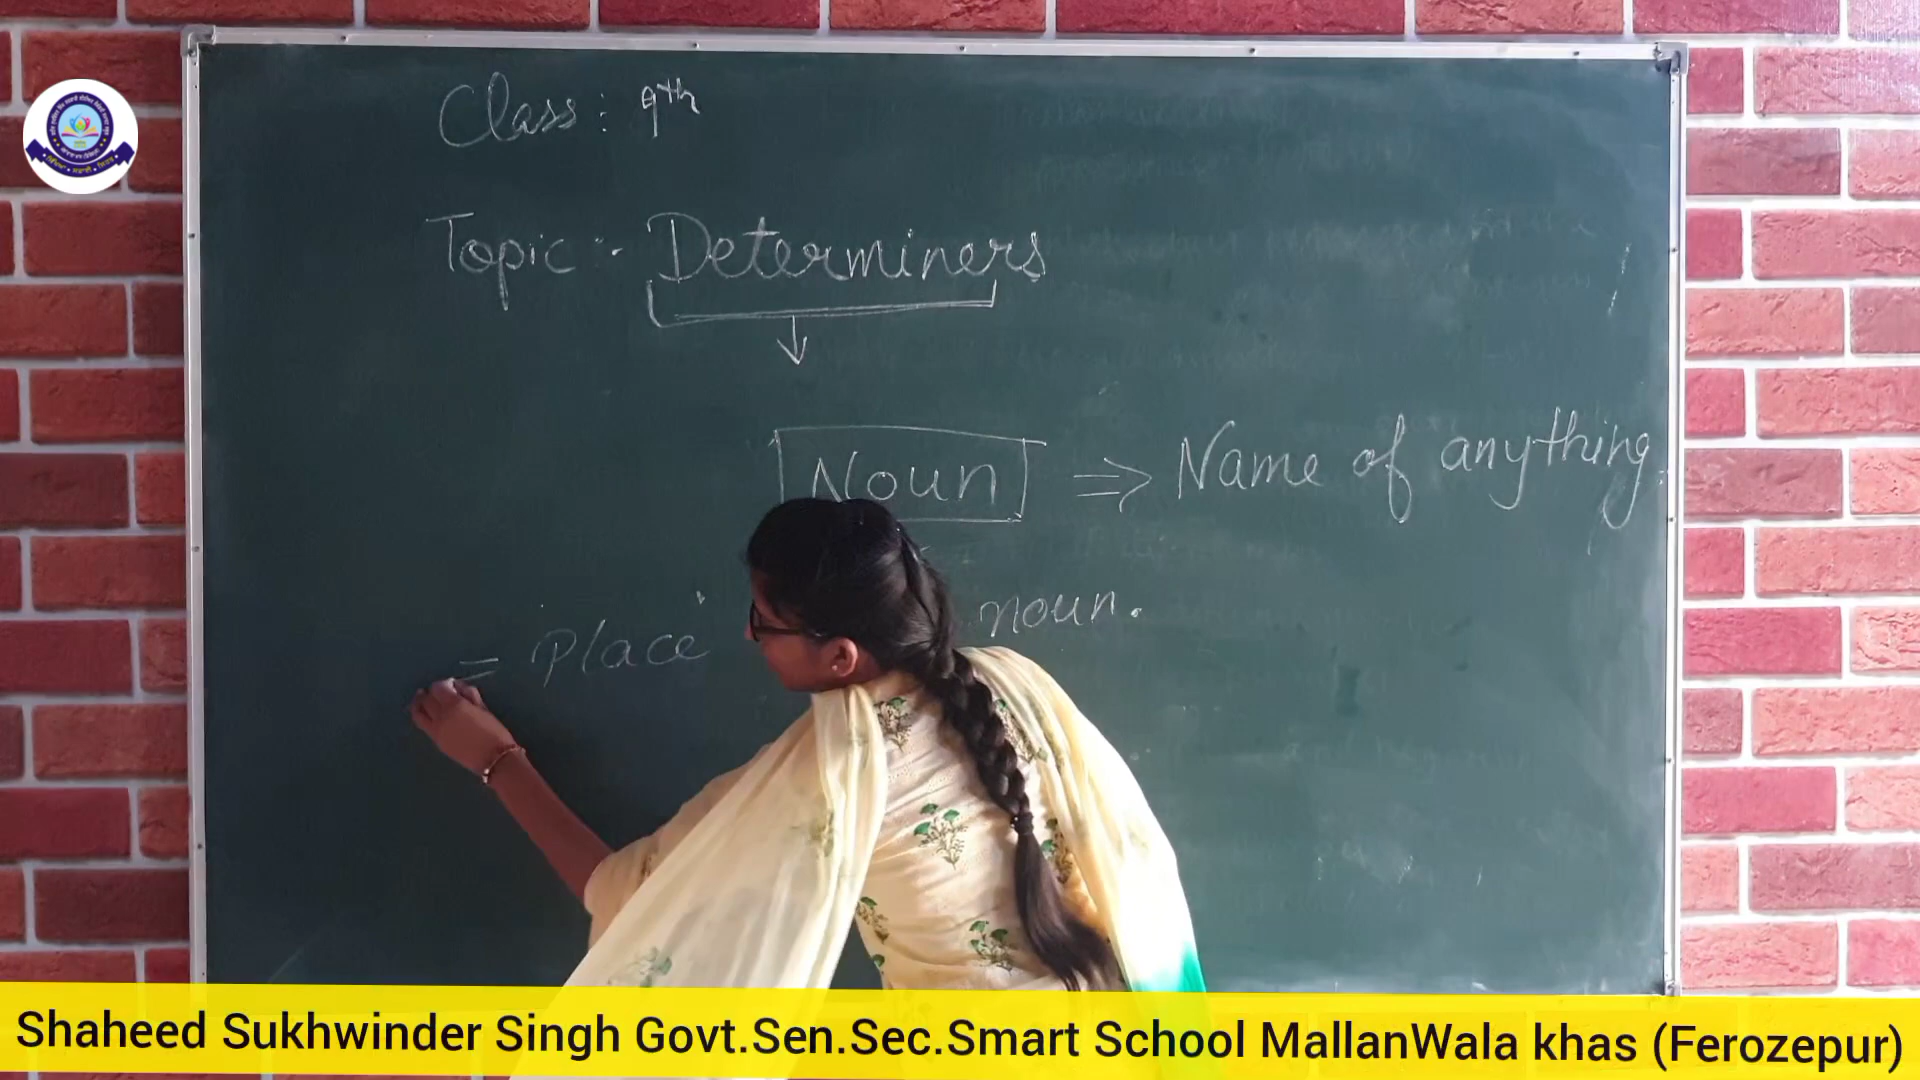 Class : 9th
Topic :- Determiners
Noun ⇒ Name of anything.
= Place noun.
Shaheed Sukhwinder Singh Govt.Sen.Sec.Smart School MallanWala khas (Ferozepur)